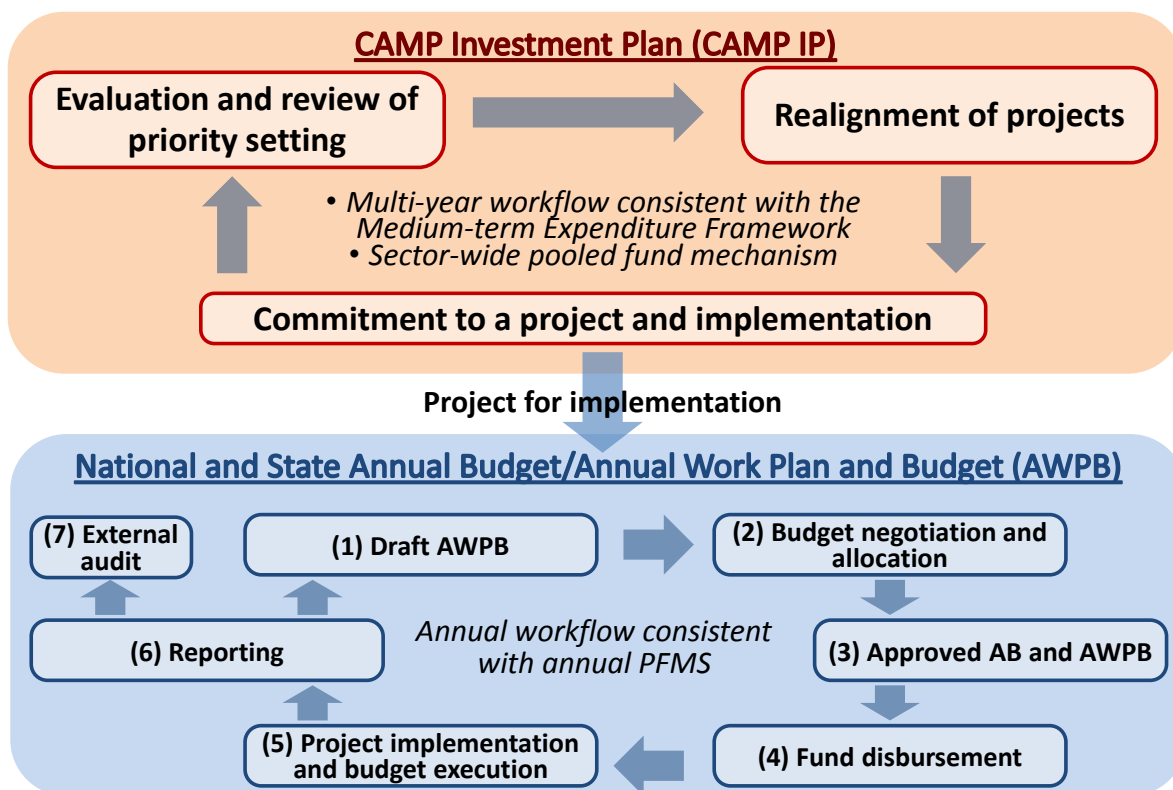 CAMP Investment Plan (CAMP IP)
Evaluation and review of
priority setting
Realignment of projects
• Multi-year workflow consistent with the
Medium-term Expenditure Framework
• Sector-wide pooled fund mechanism
Commitment to a project and implementation
Project for implementation
National and State Annual Budget/Annual Work Plan and Budget (AWPB)
(7) External
audit
(1) Draft AWPB
(2) Budget negotiation and
allocation
(6) Reporting
Annual workflow consistent
with annual PFMS
(3) Approved AB and AWPB
(5) Project implementation
and budget execution
(4) Fund disbursement